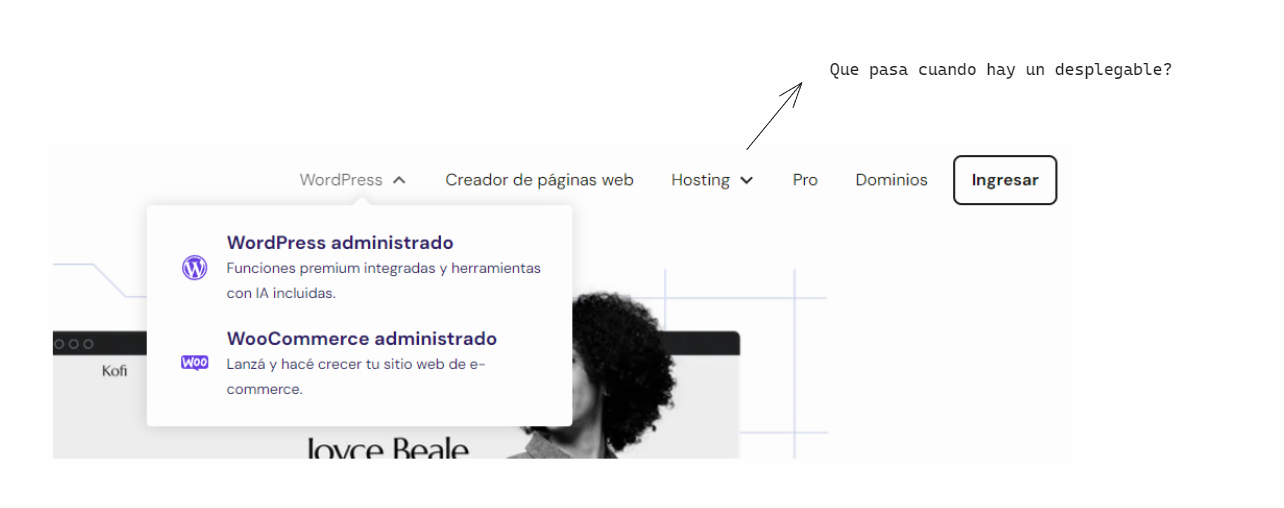 Que pasa cuando hay un desplegable?
WordPress Creador de páginas web Hosting Pro Dominios Ingresar
WordPress administrado
Funciones premium integradas y herramientas
con IA incluidas.
WooCommerce administrado
Woo
Lanzá y hacé crecer tu sitio web de e-
commerce.
Kofi
Joyce Beale